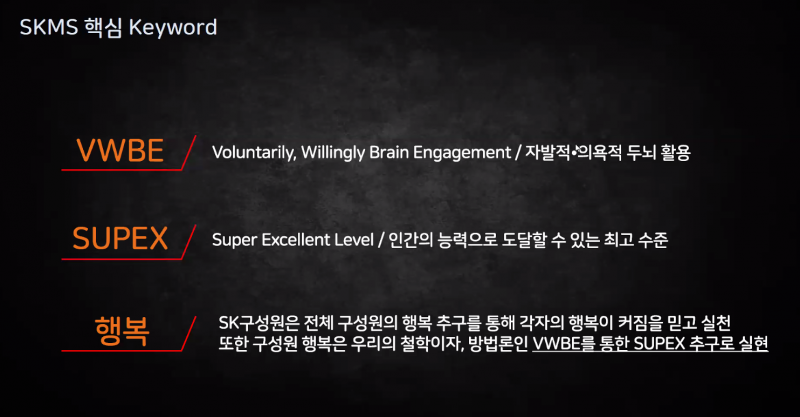 SKMS 핵심 Keyword
VWBE
Voluntarily, Willingly Brain Engagement / 자발적•의욕적 두뇌 활용
SUPEX
Super Excellent Level / 인간의 능력으로 도달할 수 있는 최고 수준
행복
SK구성원은 전체 구성원의 행복 추구를 통해 각자의 행복이 커짐을 믿고 실천
또한 구성원 행복은 우리의 철학이자, 방법론인 VWBE를 통한 SUPEX 추구로 실현